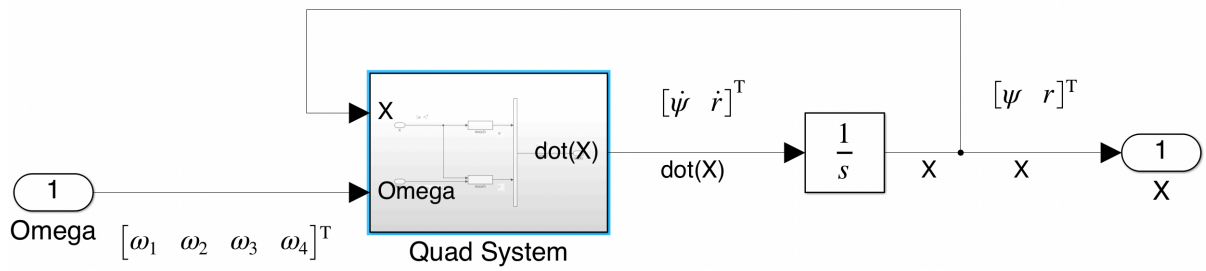 [ψ̇ ṙ]ᵀ
[ψ r]ᵀ
X
dot(X)
Omega
Quad System
dot(X)
1
s
X
X
1
X
1
Omega
[ω₁ ω₂ ω₃ ω₄]ᵀ